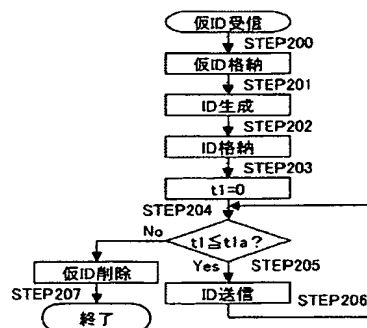 仮ID受信
STEP200
仮ID格納
STEP201
ID生成
STEP202
ID格納
STEP203
t1=0
STEP204
t1≦t1a?
No
Yes
STEP205
仮ID削除
ID送信
STEP207
STEP206
終了